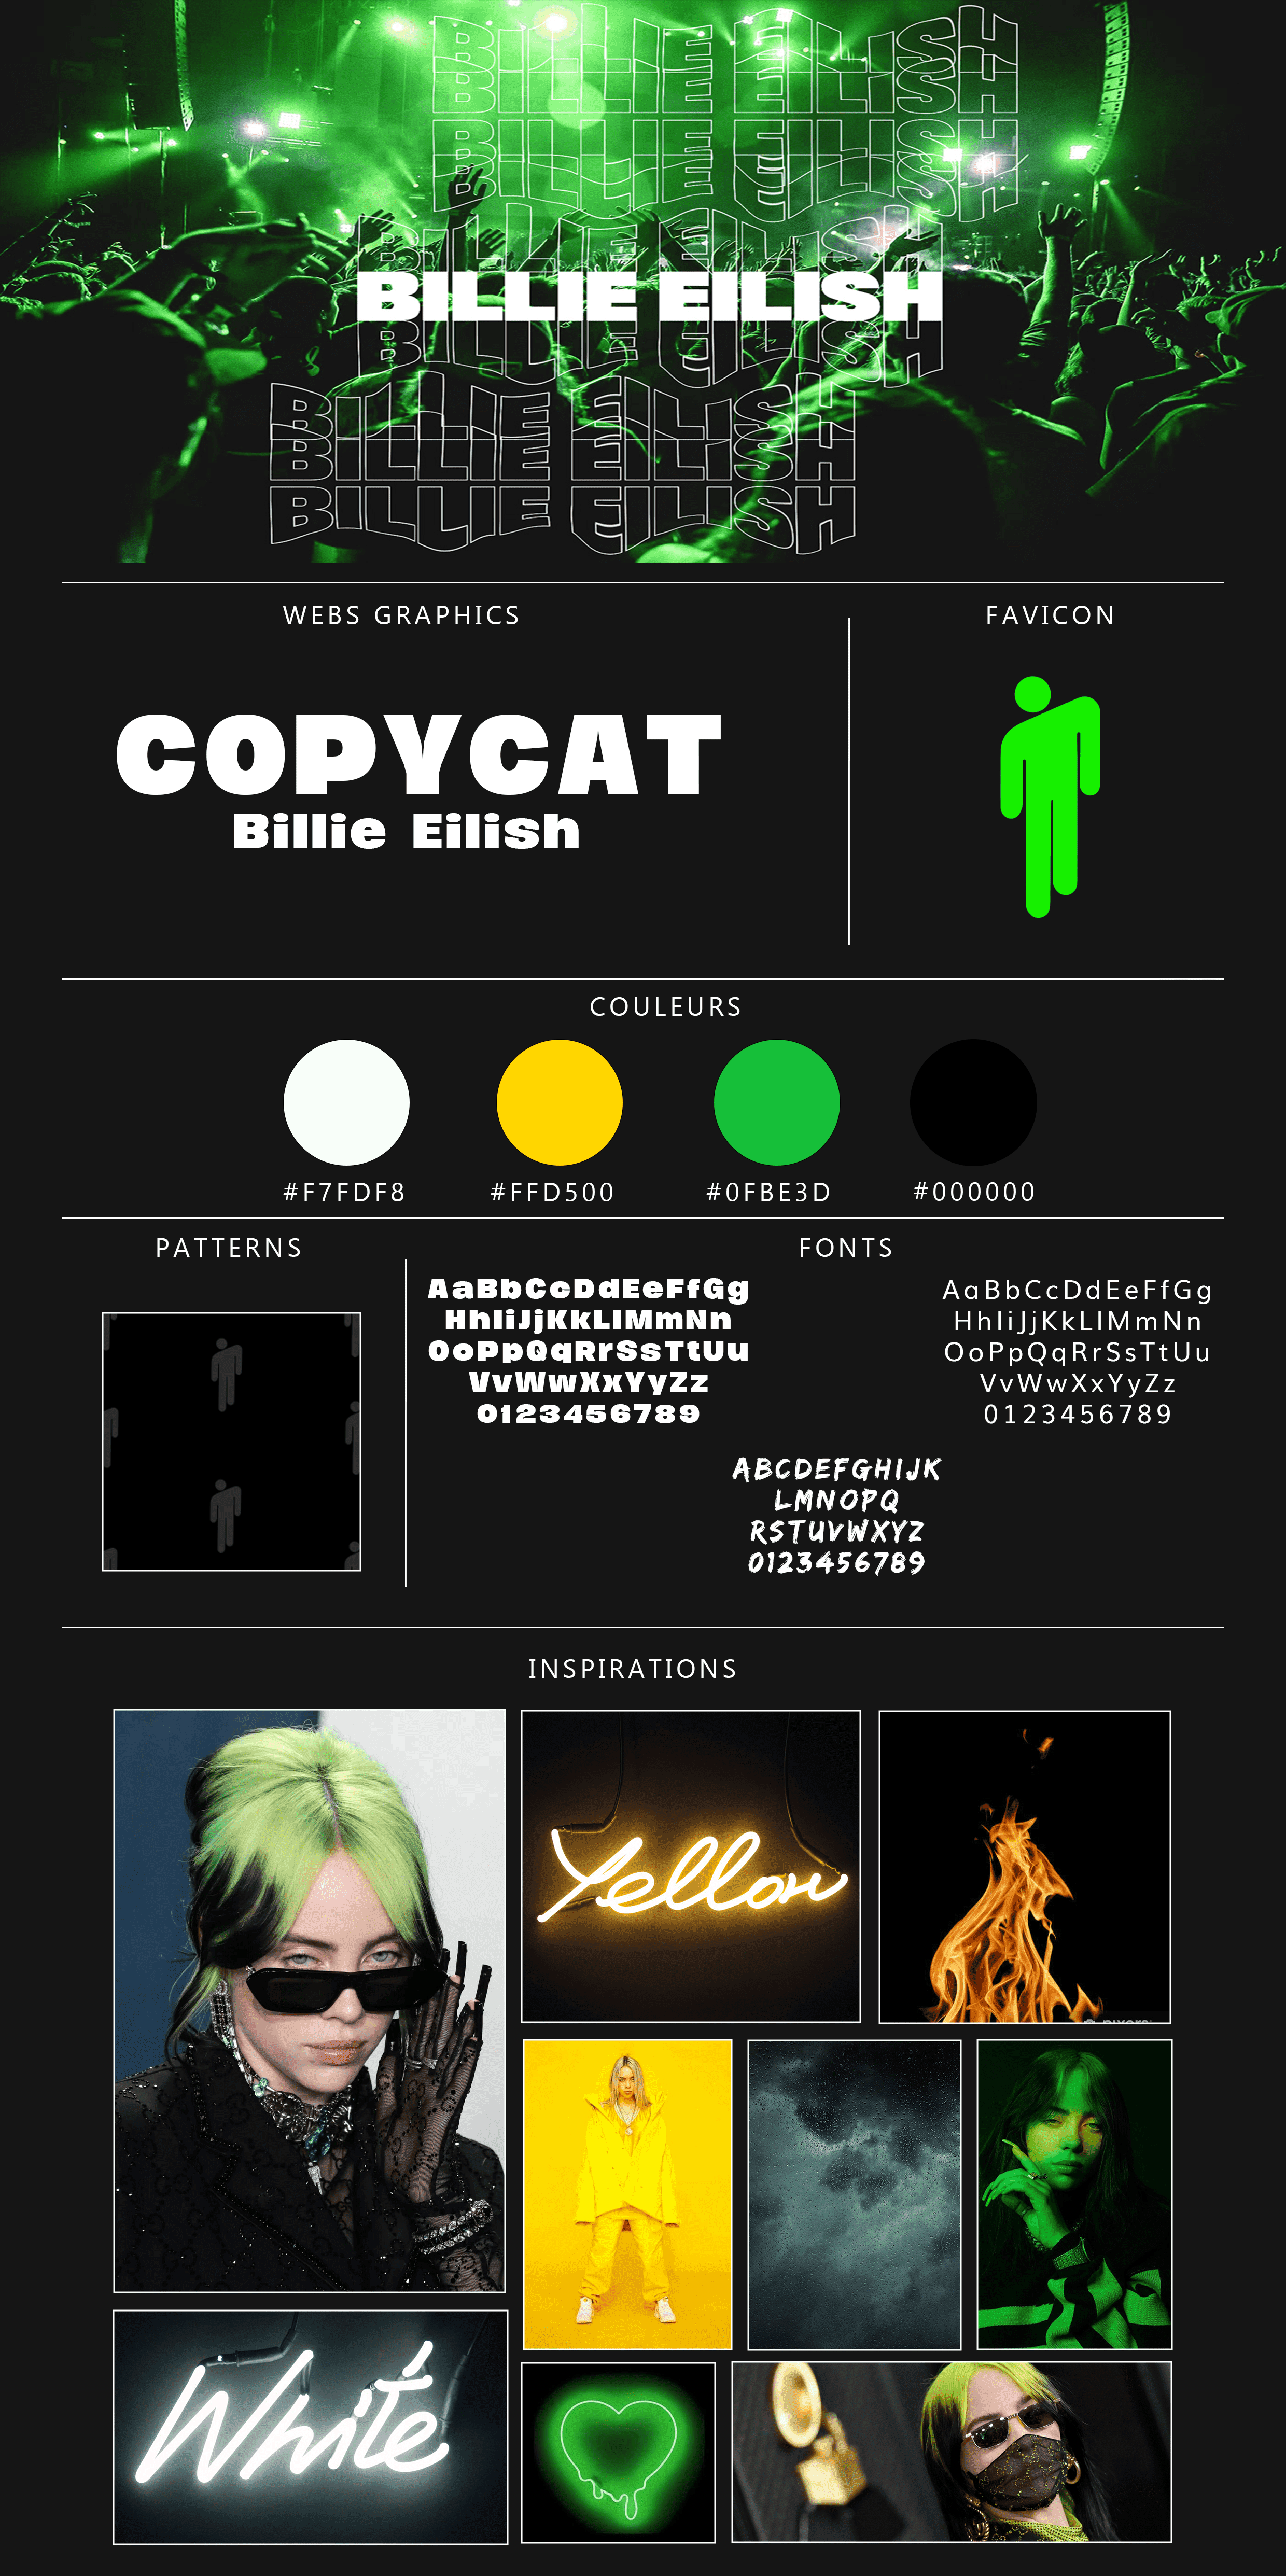 BILLIE EILISH
BILLIE EILISH
BILLIE EILISH
BILLIE EILISH
BILLIE EILISH
BILLIE EILISH
BILLIE EILISH
BILLIE EILISH
BILLIE EILISH
BILLIE EILISH
WEBS GRAPHICS
FAVICON
COPYCAT
Billie Eilish
COULEURS
#F7FDF8 #FFD500 #0FBE3D #000000
PATTERNS
FONTS
AaBbCcDdEeFfGg
HhIiJjKkLlMmNn
OoPpQqRrSsTtUu
VvWwXxYyZz
0123456789
AaBbCcDdEeFfGg
HhIiJjKkLlMmNn
OoPpQqRrSsTtUu
VvWwXxYyZz
0123456789
ABCDEFGHIJK
LMNOPQ
RSTUVWXYZ
0123456789
INSPIRATIONS
Yellow
White